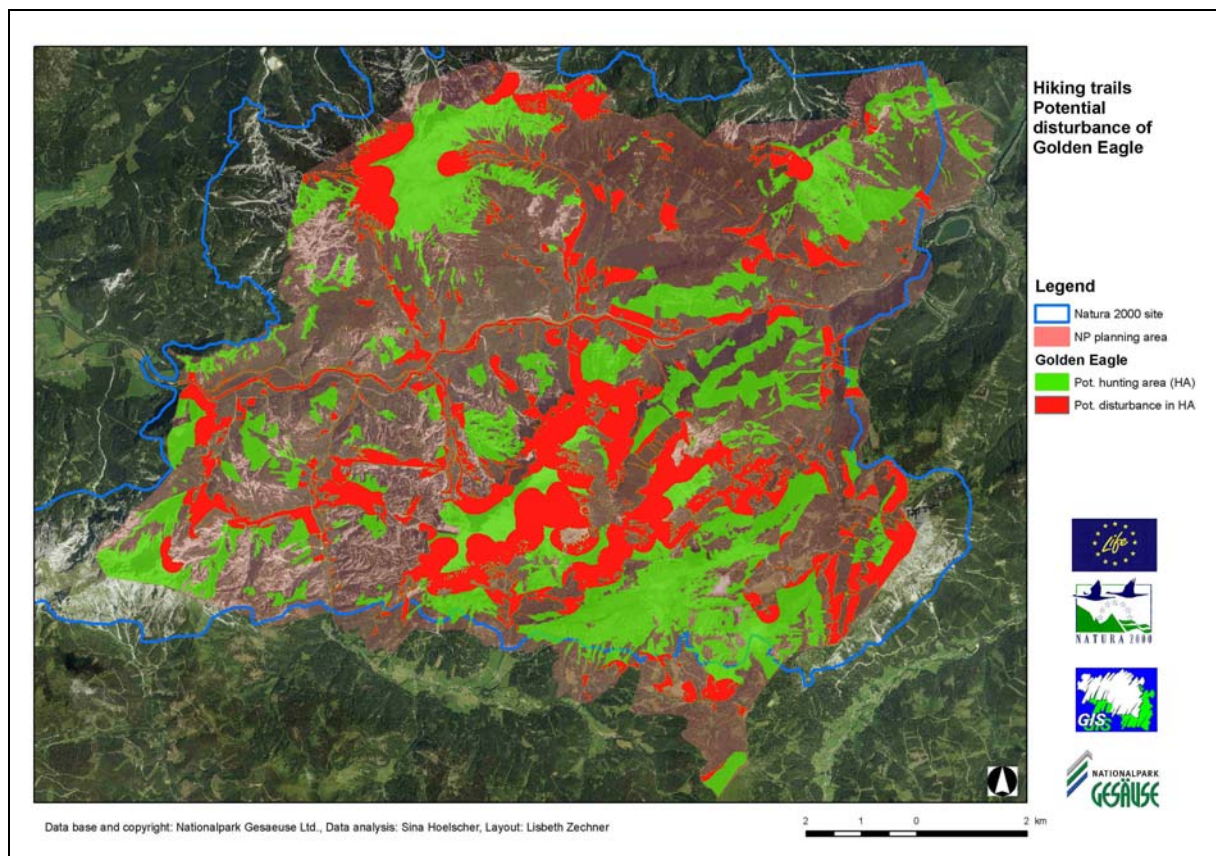 Hiking trails
Potential
disturbance of
Golden Eagle
Legend
Natura 2000 site
NP planning area
Golden Eagle
Pot. hunting area (HA)
Pot. disturbance in HA
Life
NATURA 2000
GIS
GIS
NATIONALPARK
GESÄUSE
Data base and copyright: Nationalpark Gesaeuse Ltd., Data analysis: Sina Hoelscher, Layout: Lisbeth Zechner
2 1 0 2 km